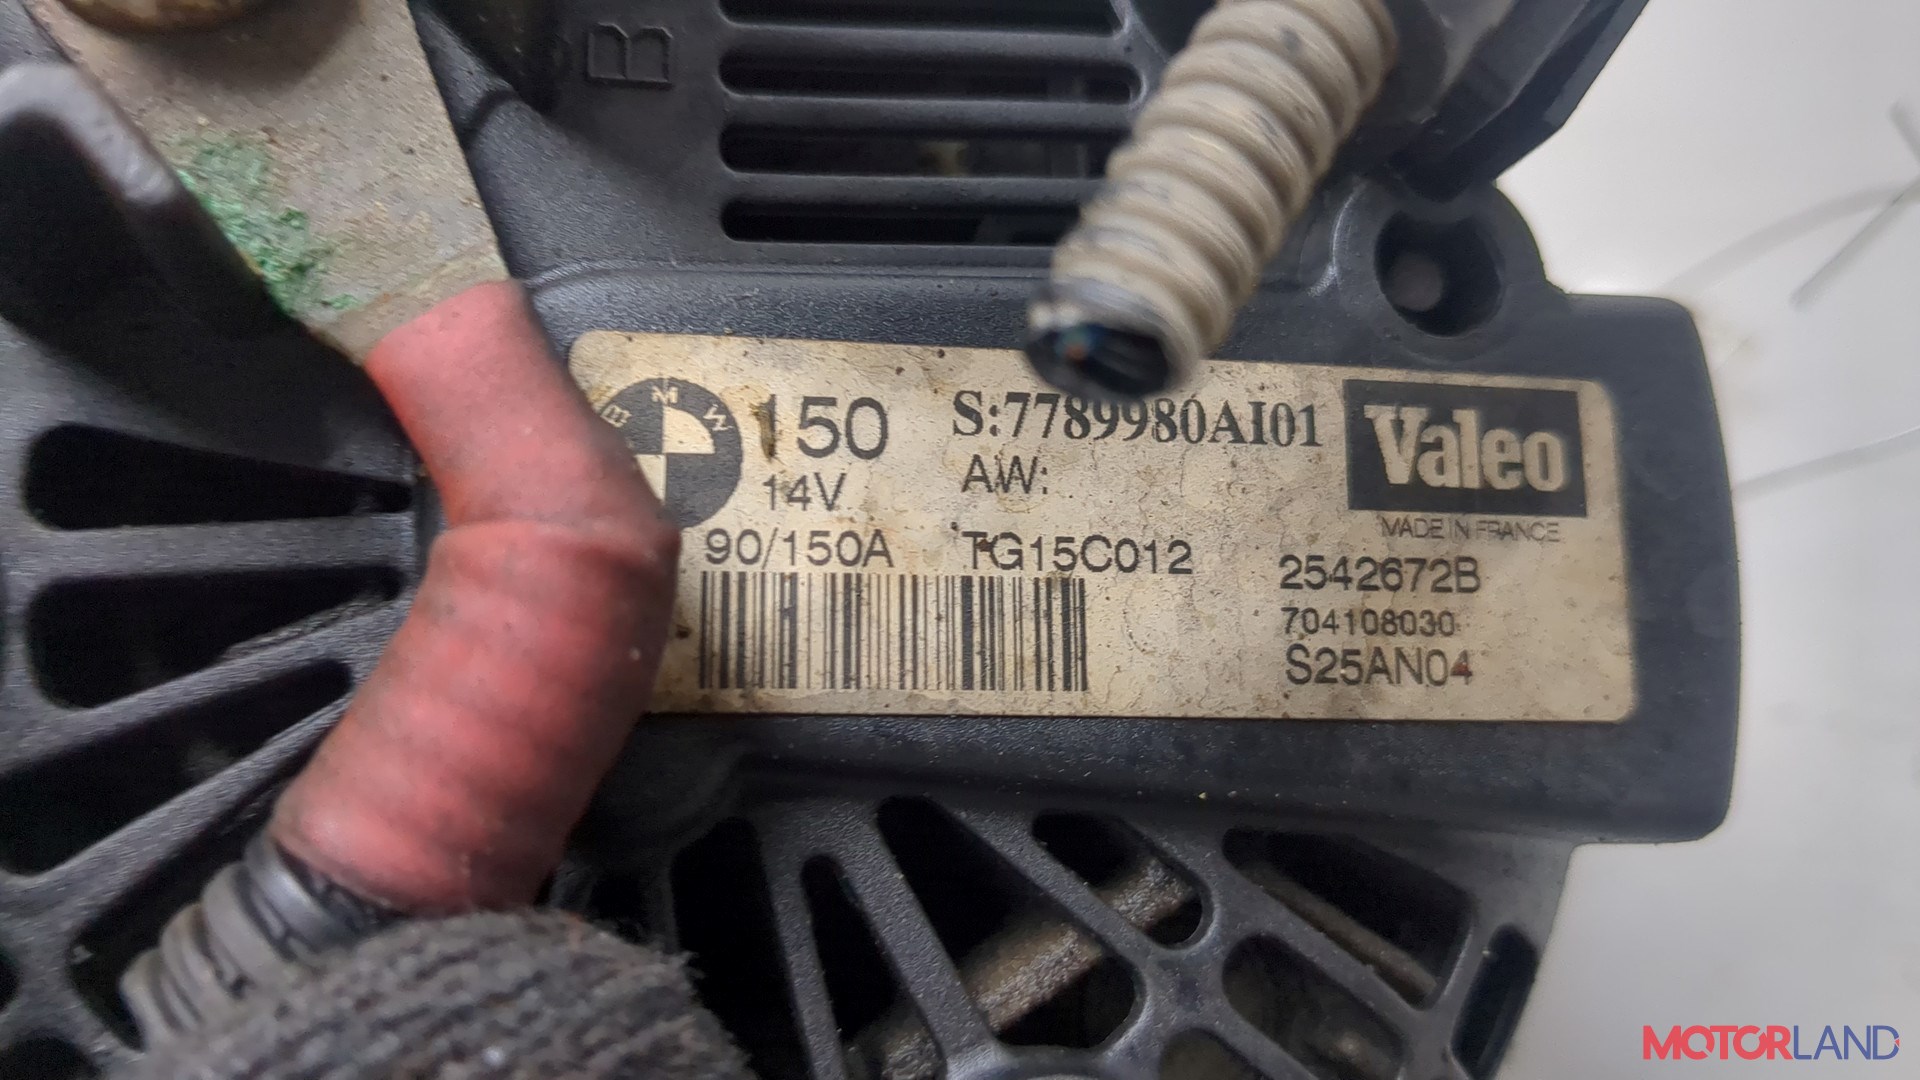 B
BMW
150
S:7789980AI01
Valeo
14V
AW:
MADE IN FRANCE
90/150A
TG15C012
2542672B
704108030
S25AN04
MOTORLAND